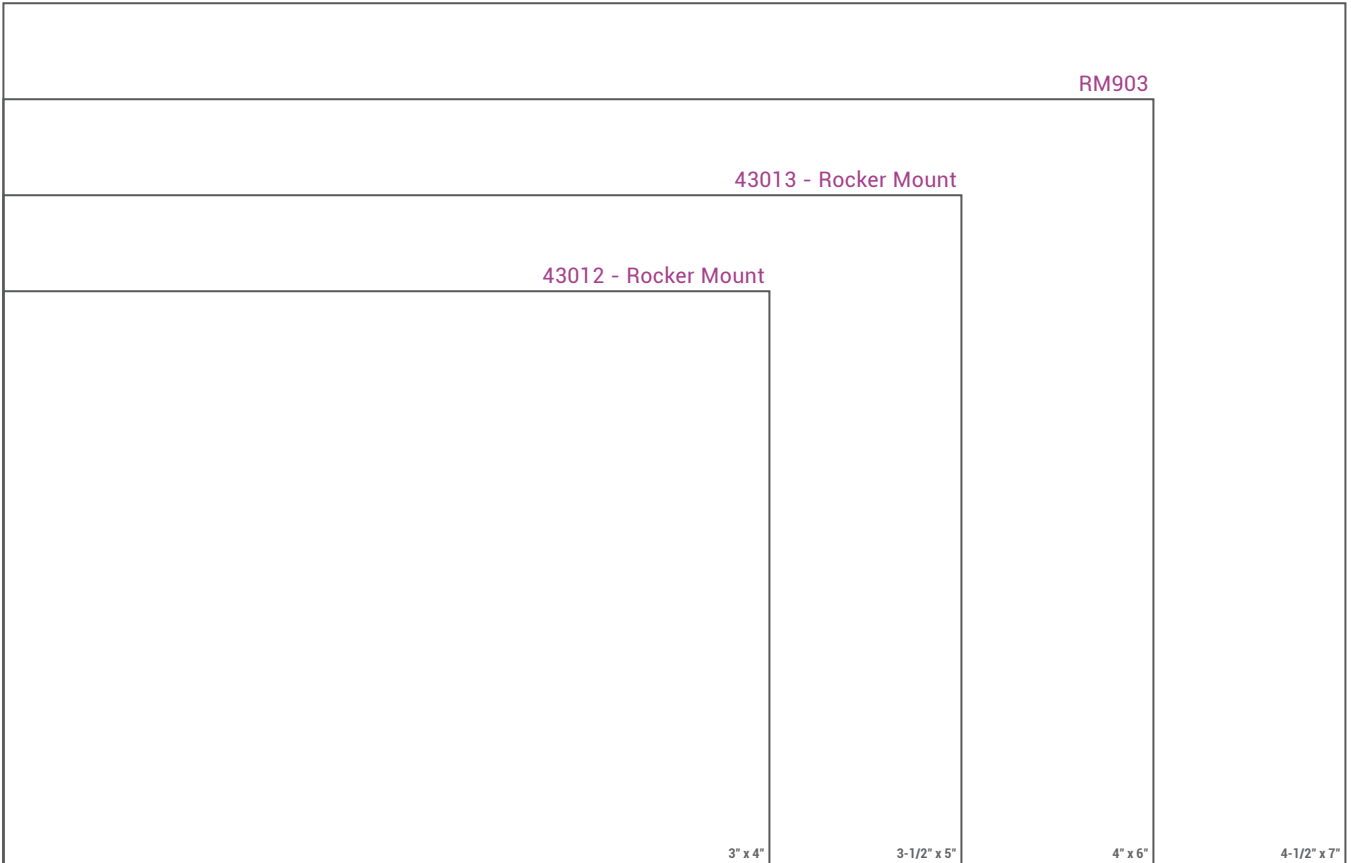 RM903
43013 - Rocker Mount
43012 - Rocker Mount
3" x 4"
3-1/2" x 5"
4" x 6"
4-1/2" x 7"